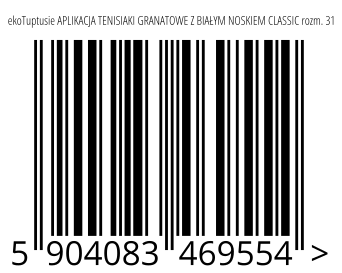 ekoTuptusie APLIKACJA TENISIAKI GRANATOWE Z BIAŁYM NOSKIEM CLASSIC rozm. 31
5 904083 469554 >